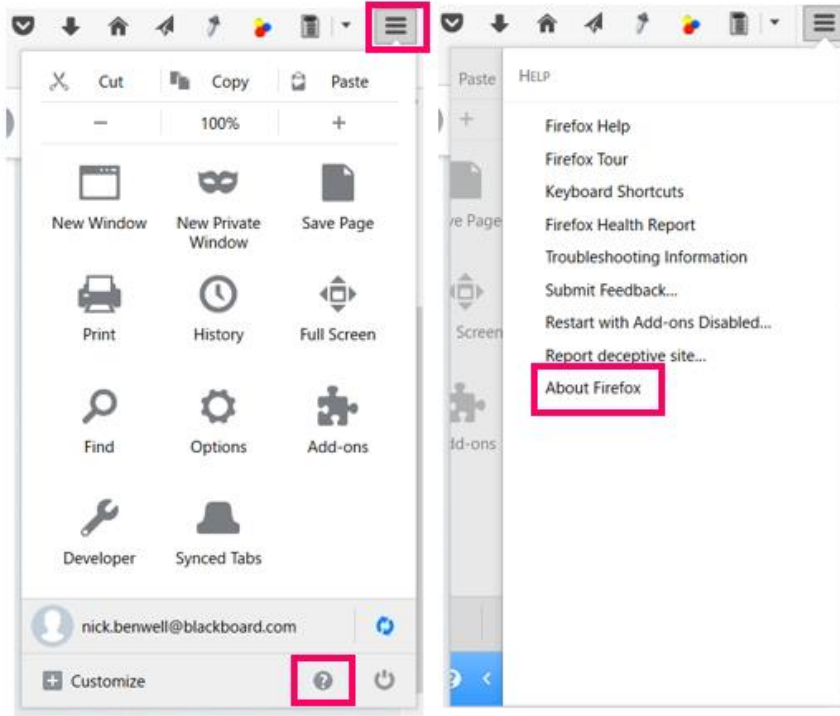 Cut Copy Paste
100%
New Window New Private Window Save Page
Print History Full Screen
Find Options Add-ons
Developer Synced Tabs
nick.benwell@blackboard.com
Customize
Paste
HELP
Firefox Help
Firefox Tour
Keyboard Shortcuts
Firefox Health Report
Troubleshooting Information
Submit Feedback...
Restart with Add-ons Disabled...
Report deceptive site...
About Firefox
Page
Screen